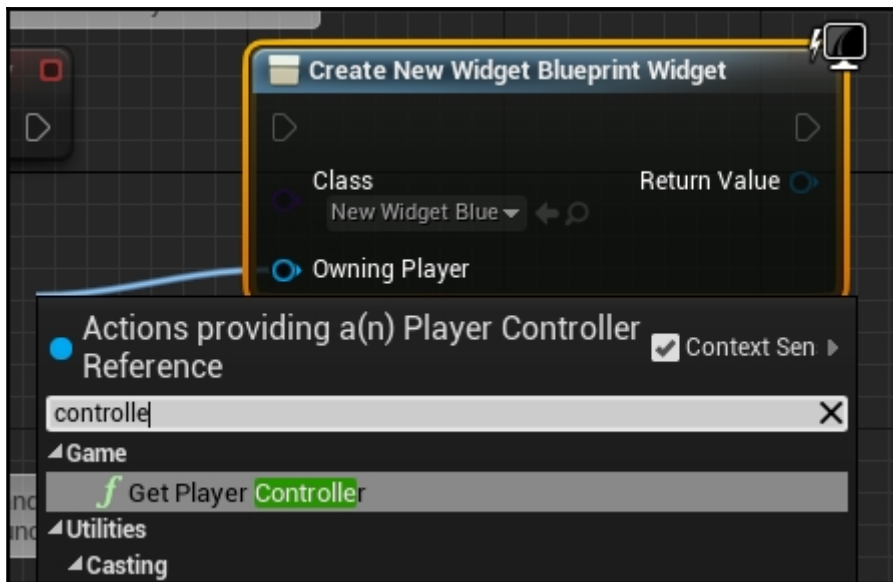 Create New Widget Blueprint Widget
Class
Return Value
New Widget Blue
Owning Player
Actions providing a(n) Player Controller
Reference
Context Sen
controlle
Game
f Get Player Controller
Utilities
Casting